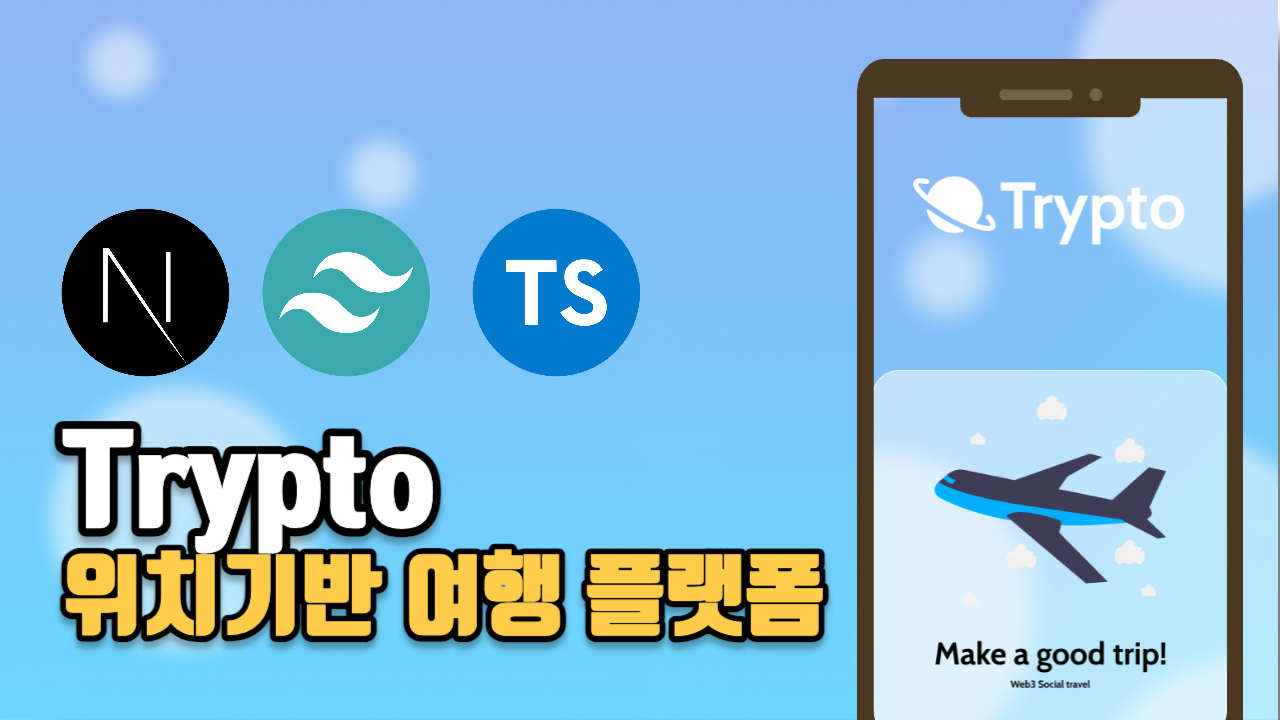 N
TS
Trypto
위치기반 여행 플랫폼
Trypto
Make a good trip!
Web3 Social travel